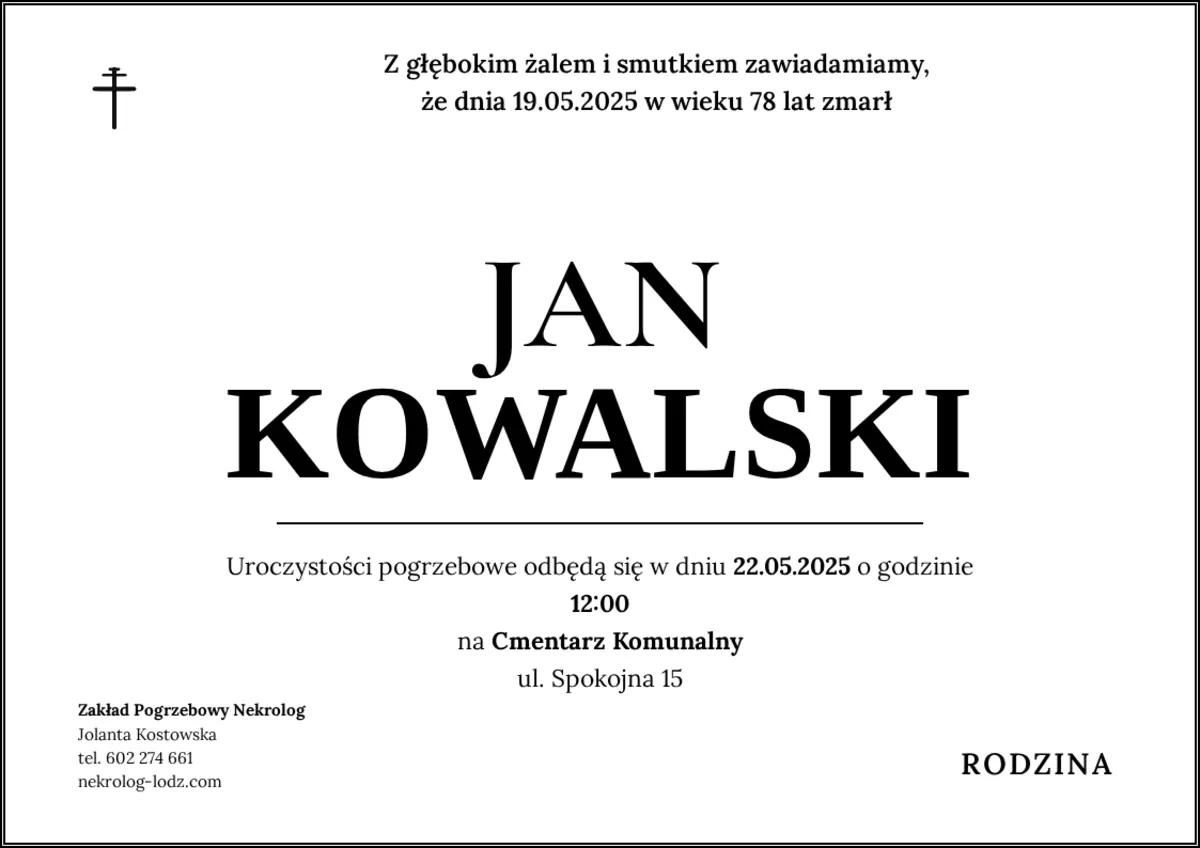 Z głębokim żalem i smutkiem zawiadamiamy,
że dnia 19.05.2025 w wieku 78 lat zmarł
JAN
KOWALSKI
Uroczystości pogrzebowe odbędą się w dniu 22.05.2025 o godzinie
12:00
na Cmentarz Komunalny
ul. Spokojna 15
Zakład Pogrzebowy Nekrolog
Jolanta Kostowska
tel. 602 274 661
nekrolog-lodz.com
RODZINA